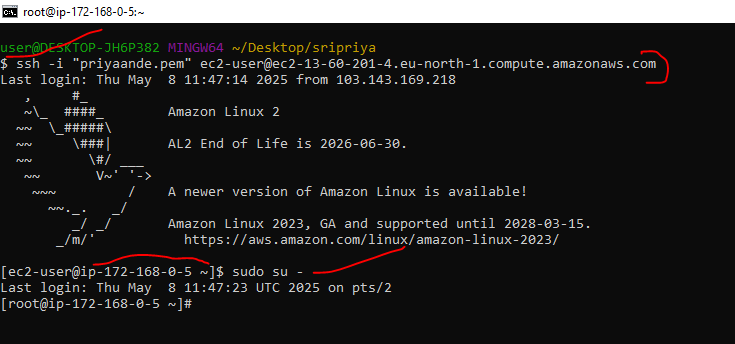 root@ip-172-168-0-5:~
user@DESKTOP-JH6P382 MINGW64 ~/Desktop/sripriya
$ ssh -i "priyaande.pem" ec2-user@ec2-13-60-201-4.eu-north-1.compute.amazonaws.com
Last login: Thu May  8 11:47:14 2025 from 103.143.169.218
   ,     #_
   ~\_  ####_        Amazon Linux 2
  ~~  \_#####\
  ~~     \###|       AL2 End of Life is 2026-06-30.
  ~~       \#/ ___
   ~~       V~' '->
    ~~~         /    A newer version of Amazon Linux is available!
      ~~._.   _/
         _/ _/       Amazon Linux 2023, GA and supported until 2028-03-15.
       _/m/'           https://aws.amazon.com/linux/amazon-linux-2023/
[ec2-user@ip-172-168-0-5 ~]$ sudo su -
Last login: Thu May  8 11:47:23 UTC 2025 on pts/2
[root@ip-172-168-0-5 ~]#